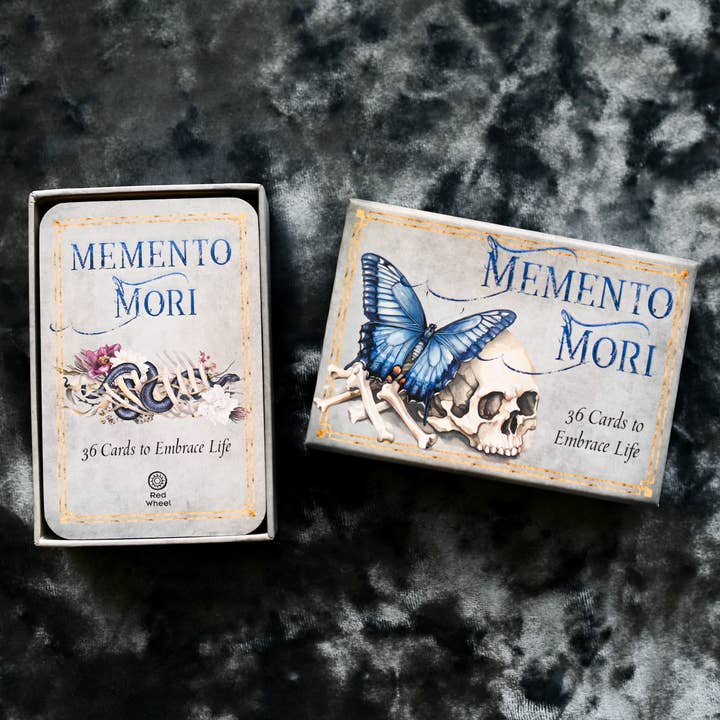 MEMENTO
MORI
36 Cards to Embrace Life
Red
Wheel
MEMENTO
MORI
36 Cards to
Embrace Life